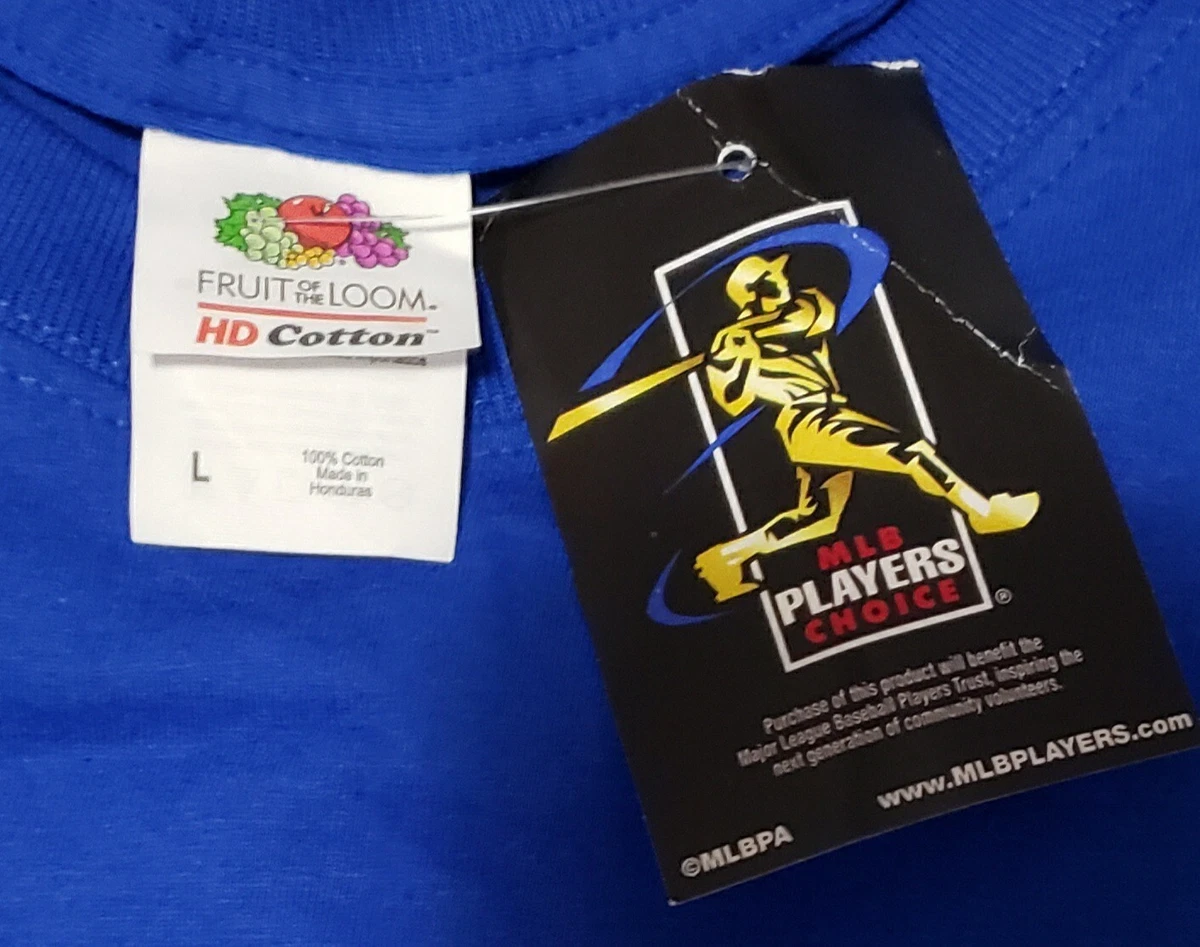 FRUIT OF THE LOOM
HD Cotton™
L
100% Cotton
Made in
Honduras
MLB
PLAYERS
CHOICE
®
Purchase of this product will benefit the
Major League Baseball Players Trust, inspiring the
next generation of community volunteers.
www.MLBPLAYERS.com
©MLBPA